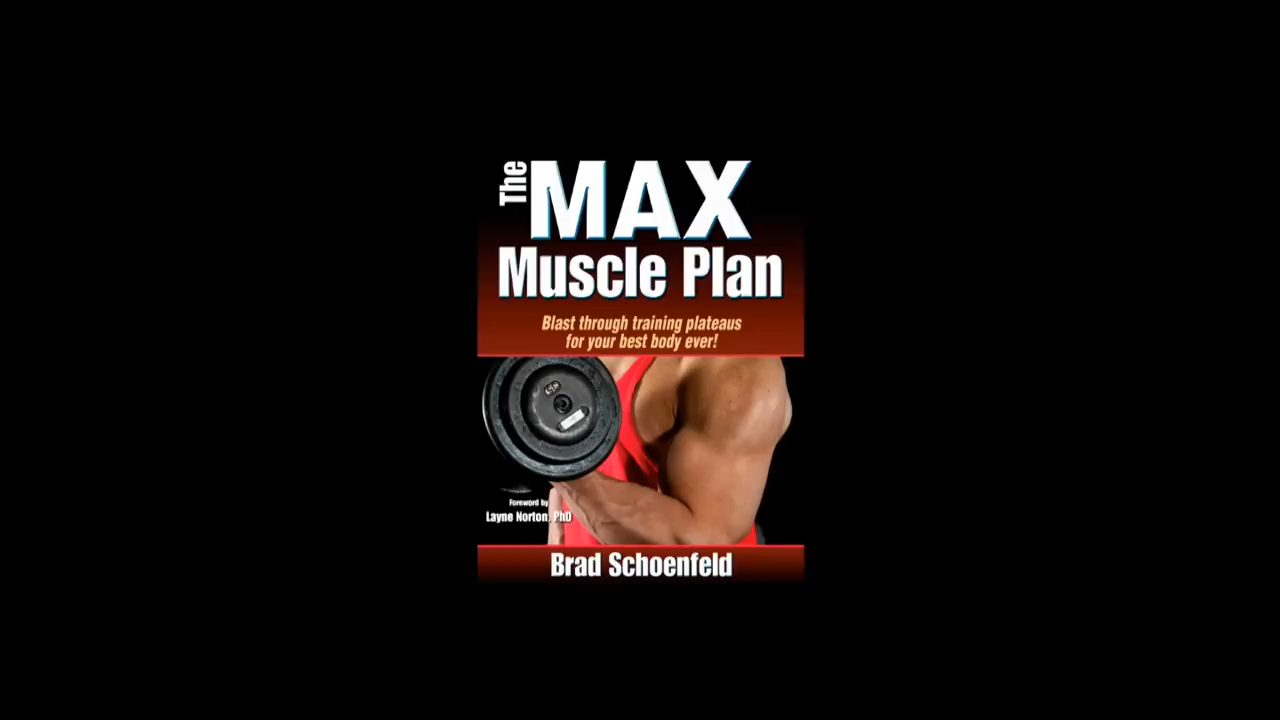 The
MAX
Muscle Plan
Blast through training plateaus
for your best body ever!
Foreword by
Layne Norton, PhD
Brad Schoenfeld